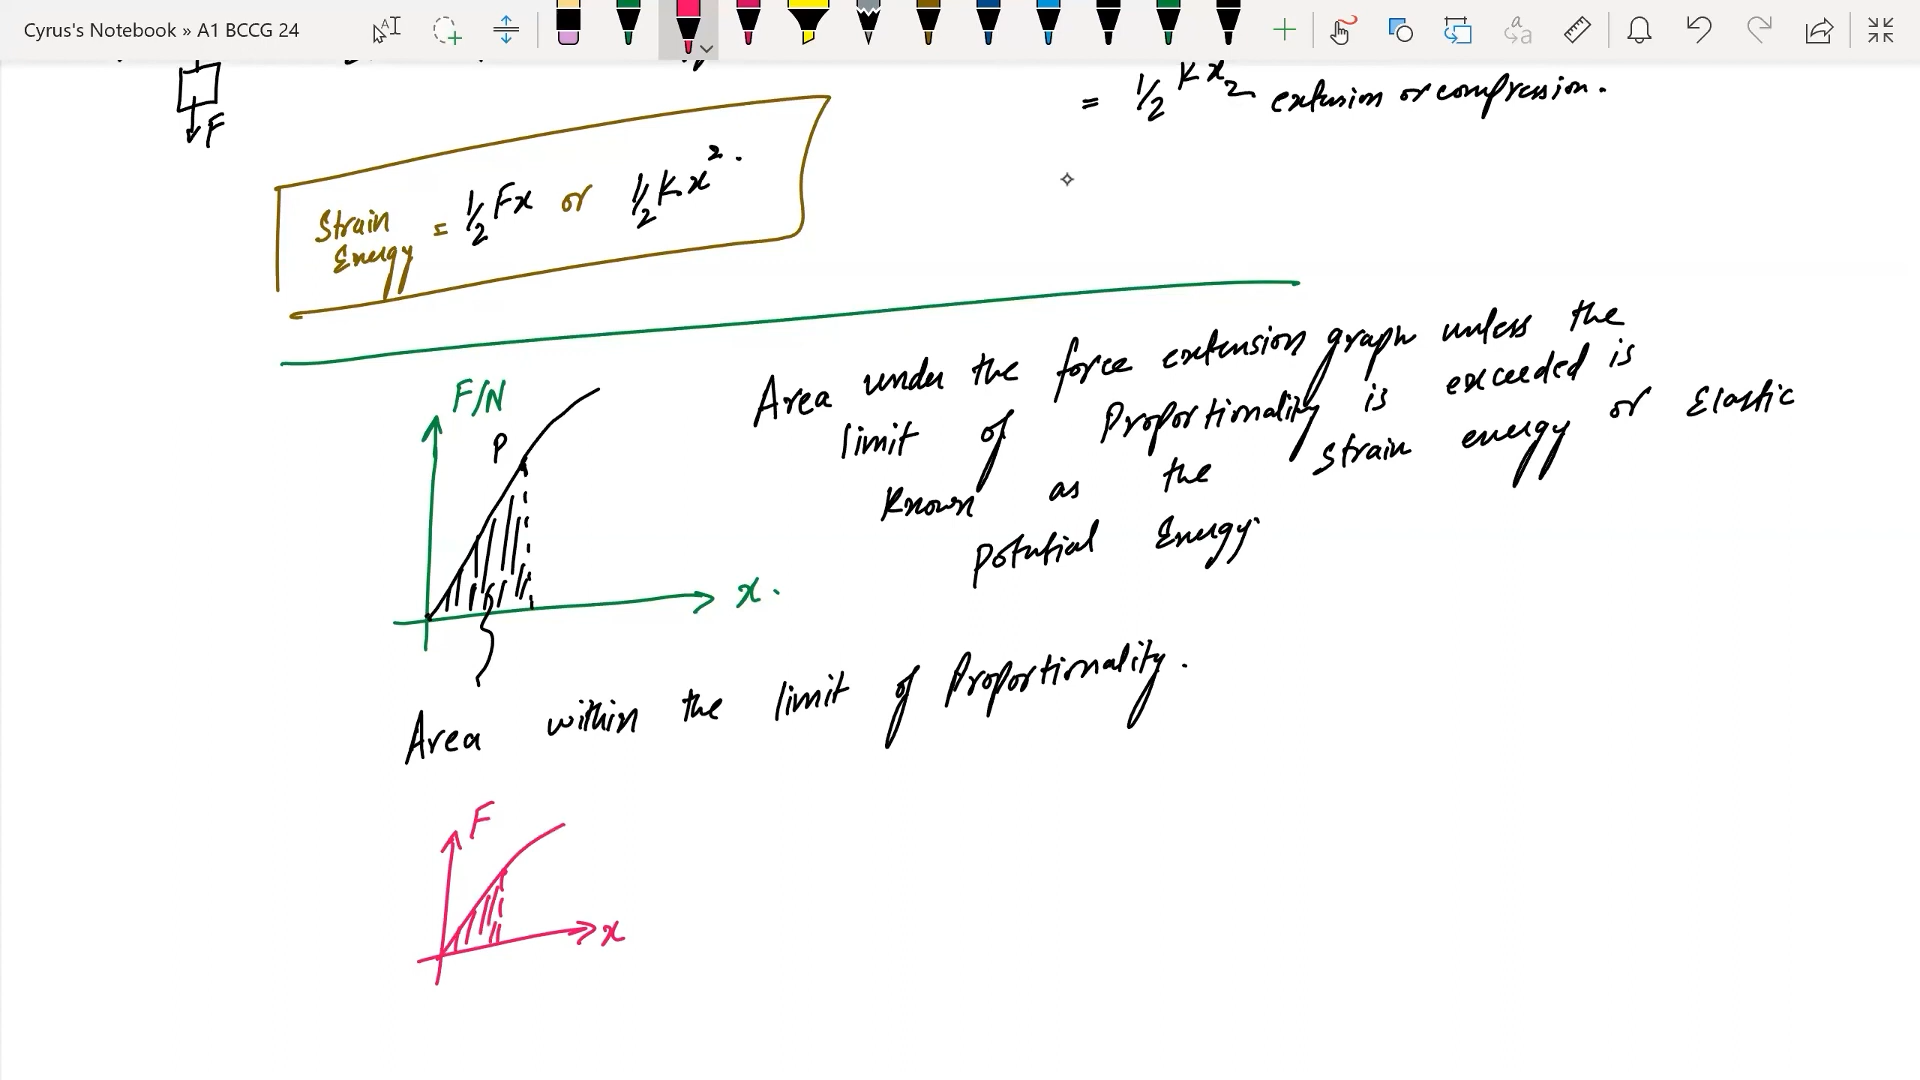 Cyrus's Notebook » A1 BCCG 24
F
= 1/2 Kx2 extension or compression.
Strain Energy = 1/2 Fx or 1/2 Kx².
F/N
P
x.
Area under the force extension graph unless the
limit of Proportionality is exceeded is
Known as the strain energy or Elastic
Potential Energy.
Area within the limit of Proportionality.
F
x